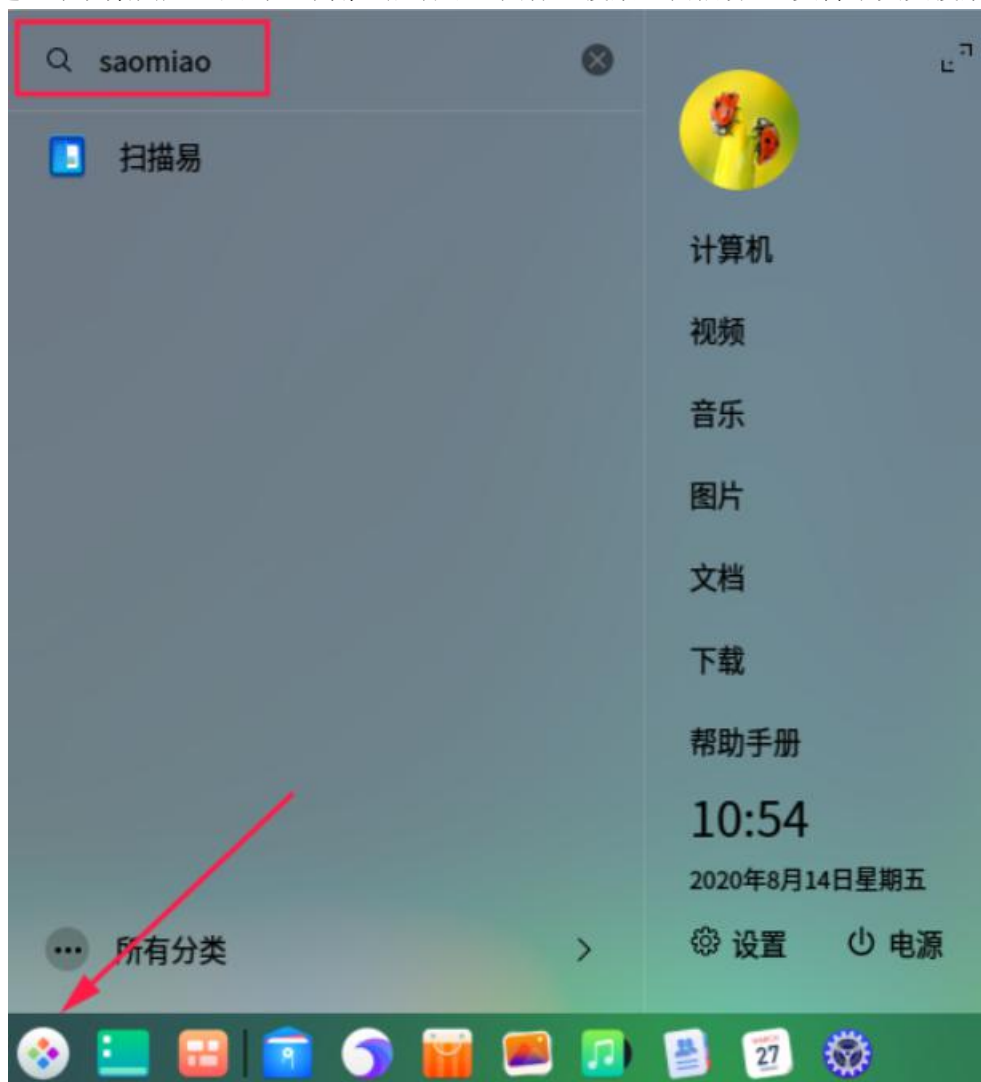 saomiao
扫描易
计算机
视频
音乐
图片
文档
下载
帮助手册
10:54
2020年8月14日星期五
所有分类
设置
电源
MARCH
27